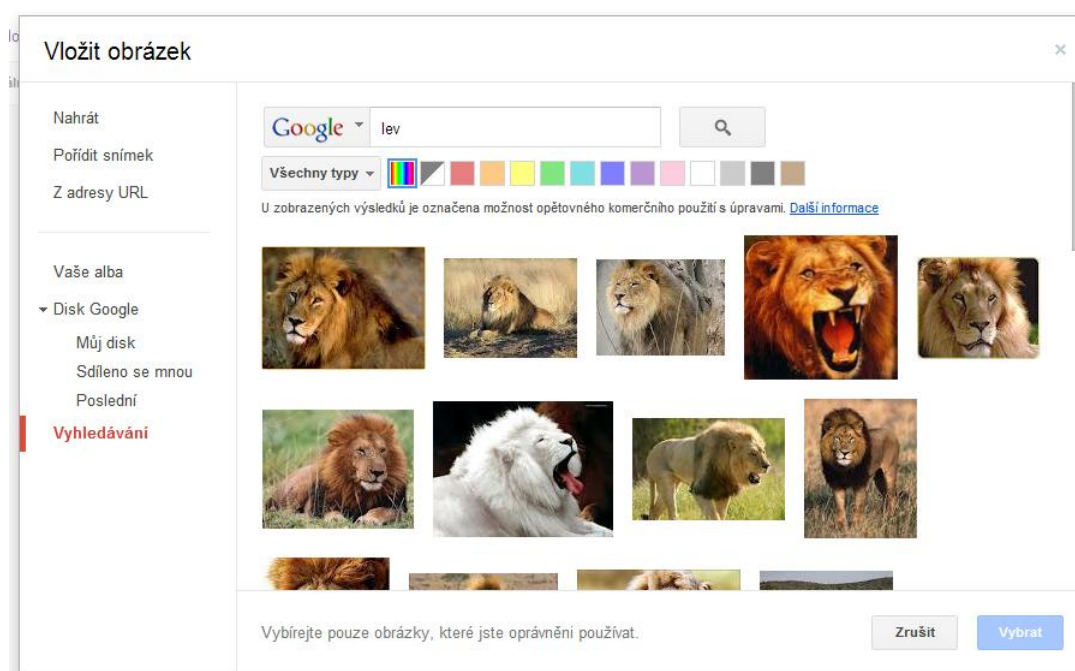 Vložit obrázek
×
Nahrát
Pořídit snímek
Z adresy URL
Vaše alba
Disk Google
Můj disk
Sdíleno se mnou
Poslední
Vyhledávání
Google lev
Všechny typy
U zobrazených výsledků je označena možnost opětovného komerčního použití s úpravami. Další informace
Vybírejte pouze obrázky, které jste oprávněni používat.
Zrušit Vybrat